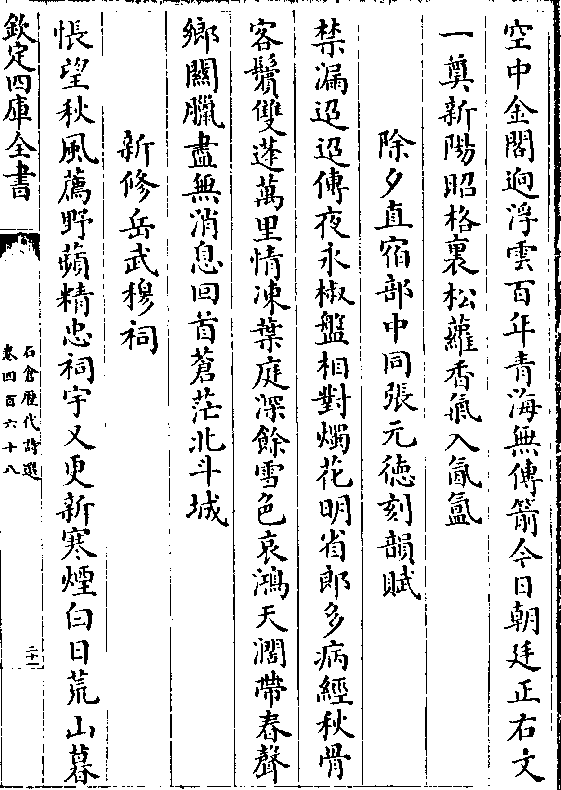 空中金閣逈浮雲百年青海無傳箭今日朝廷正右文
一奠新陽昭格裏松蘿香氣入氤氲
除夕直宿部中同張元徳刻韻賦
禁漏迢迢傳夜永椒盤相對燭花明省郎多病經秋骨
客鬢雙蓬萬里情凍葉庭深餘雪色哀鴻天濶帶春聲
鄉關臘盡無消息回首蒼茫北斗城
新修岳武穆祠
悵望秋風薦野蘋精忠祠宇又更新寒煙白日荒山暮
欽定四庫全書
石倉歷代詩選
卷四百六十八
二十一